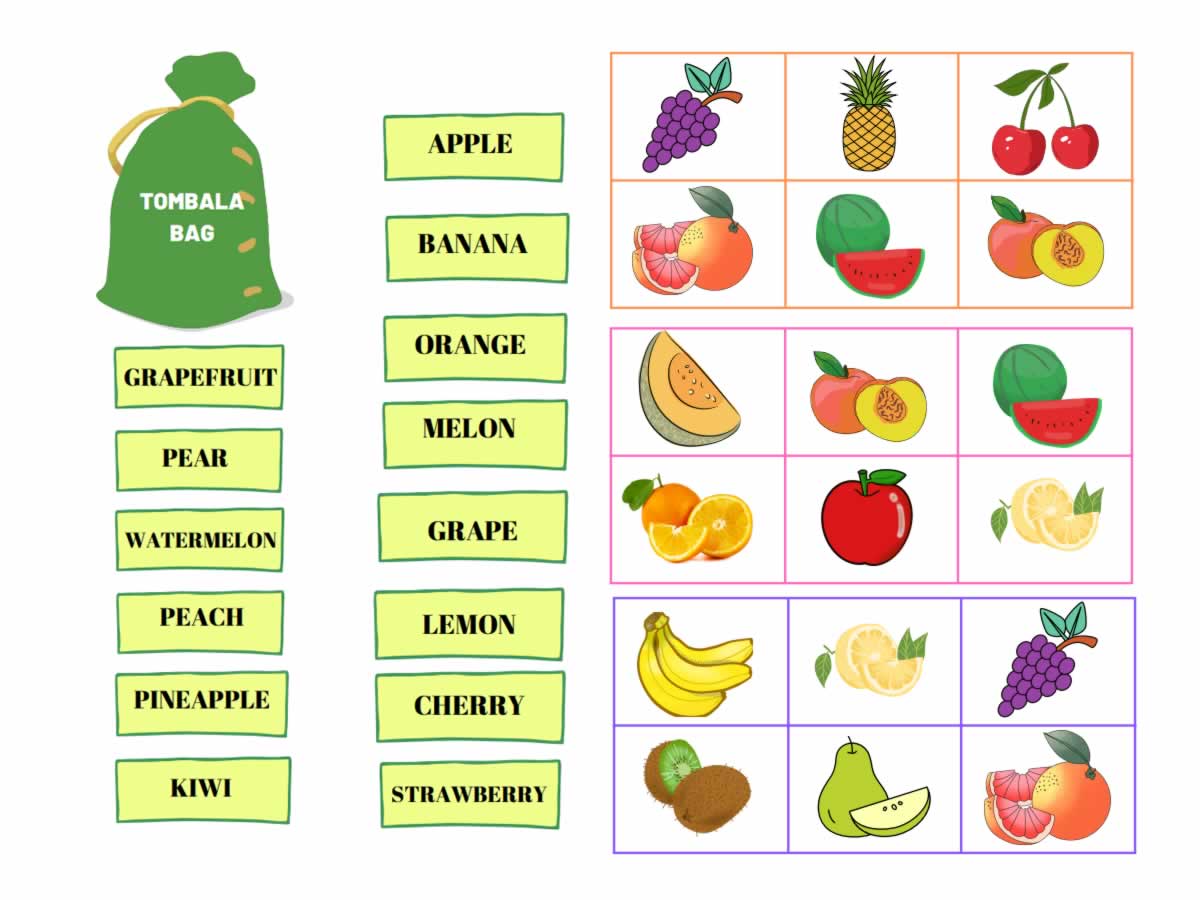 TOMBALA
BAG
GRAPEFRUIT
PEAR
WATERMELON
PEACH
PINEAPPLE
KIWI
APPLE
BANANA
ORANGE
MELON
GRAPE
LEMON
CHERRY
STRAWBERRY